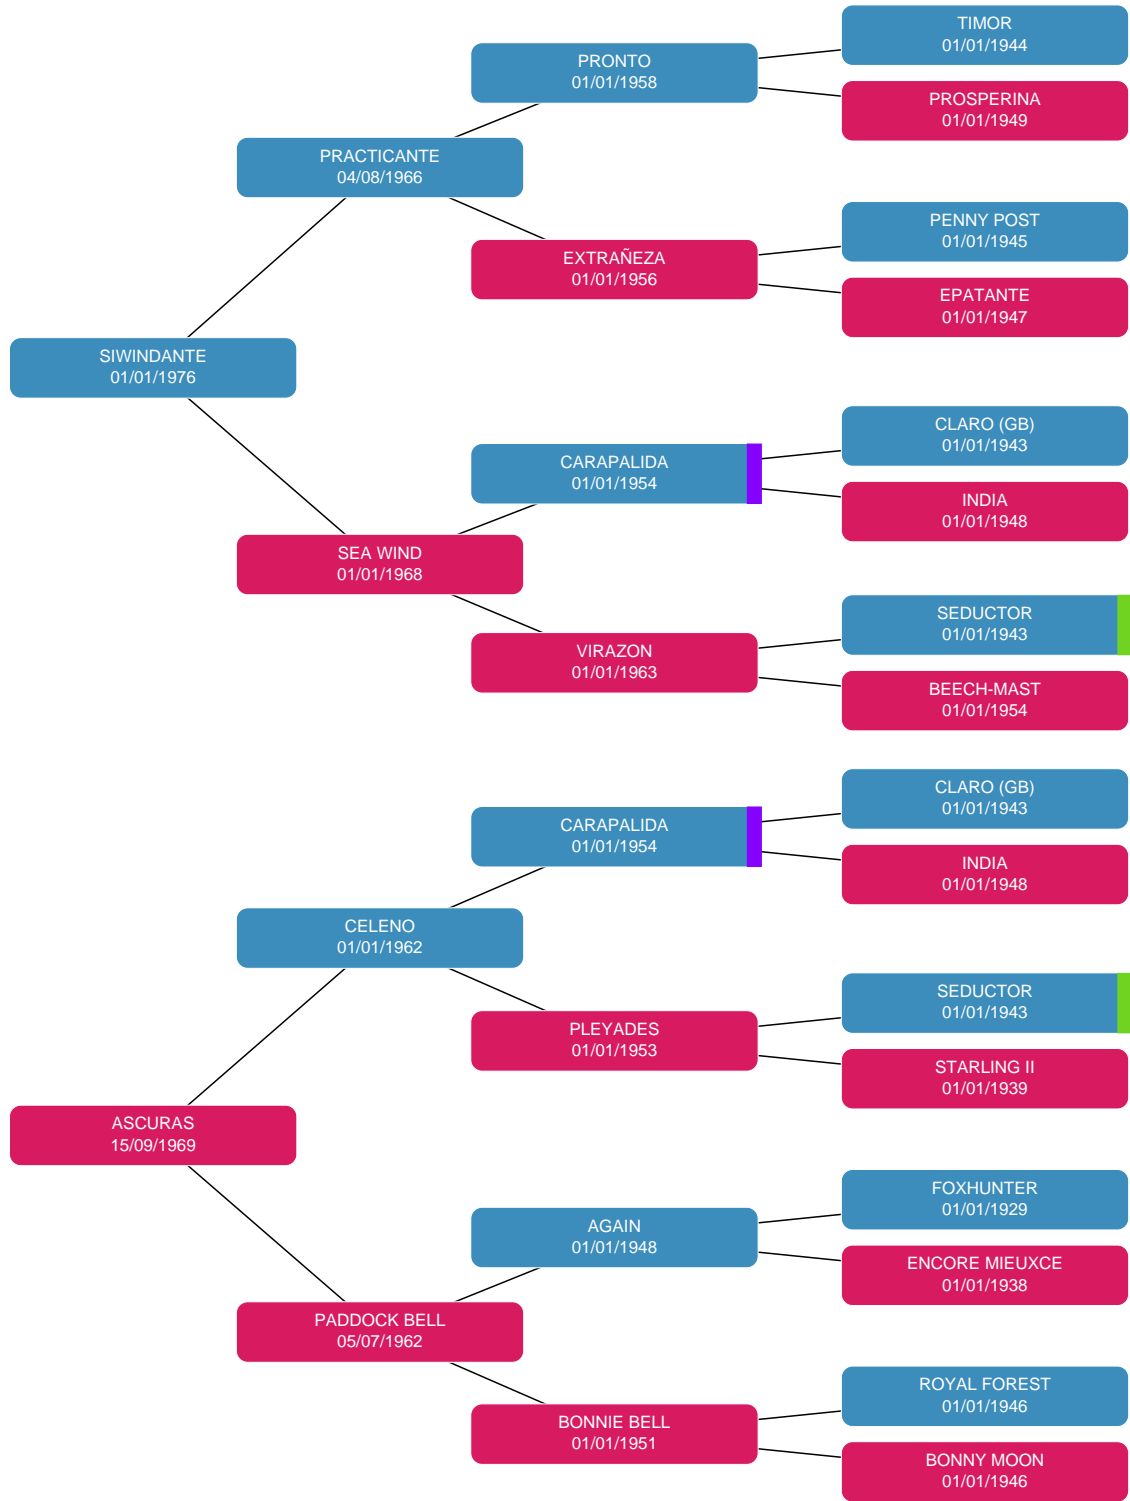 TIMOR
01/01/1944
PRONTO
01/01/1958
PROSPERINA
01/01/1949
PRACTICANTE
04/08/1966
PENNY POST
01/01/1945
EXTRAÑEZA
01/01/1956
EPATANTE
01/01/1947
SIWINDANTE
01/01/1976
CLARO (GB)
01/01/1943
CARAPALIDA
01/01/1954
INDIA
01/01/1948
SEA WIND
01/01/1968
SEDUCTOR
01/01/1943
VIRAZON
01/01/1963
BEECH-MAST
01/01/1954
CLARO (GB)
01/01/1943
CARAPALIDA
01/01/1954
INDIA
01/01/1948
CELENO
01/01/1962
SEDUCTOR
01/01/1943
PLEYADES
01/01/1953
STARLING II
01/01/1939
ASCURAS
15/09/1969
FOXHUNTER
01/01/1929
AGAIN
01/01/1948
ENCORE MIEUXCE
01/01/1938
PADDOCK BELL
05/07/1962
ROYAL FOREST
01/01/1946
BONNIE BELL
01/01/1951
BONNY MOON
01/01/1946